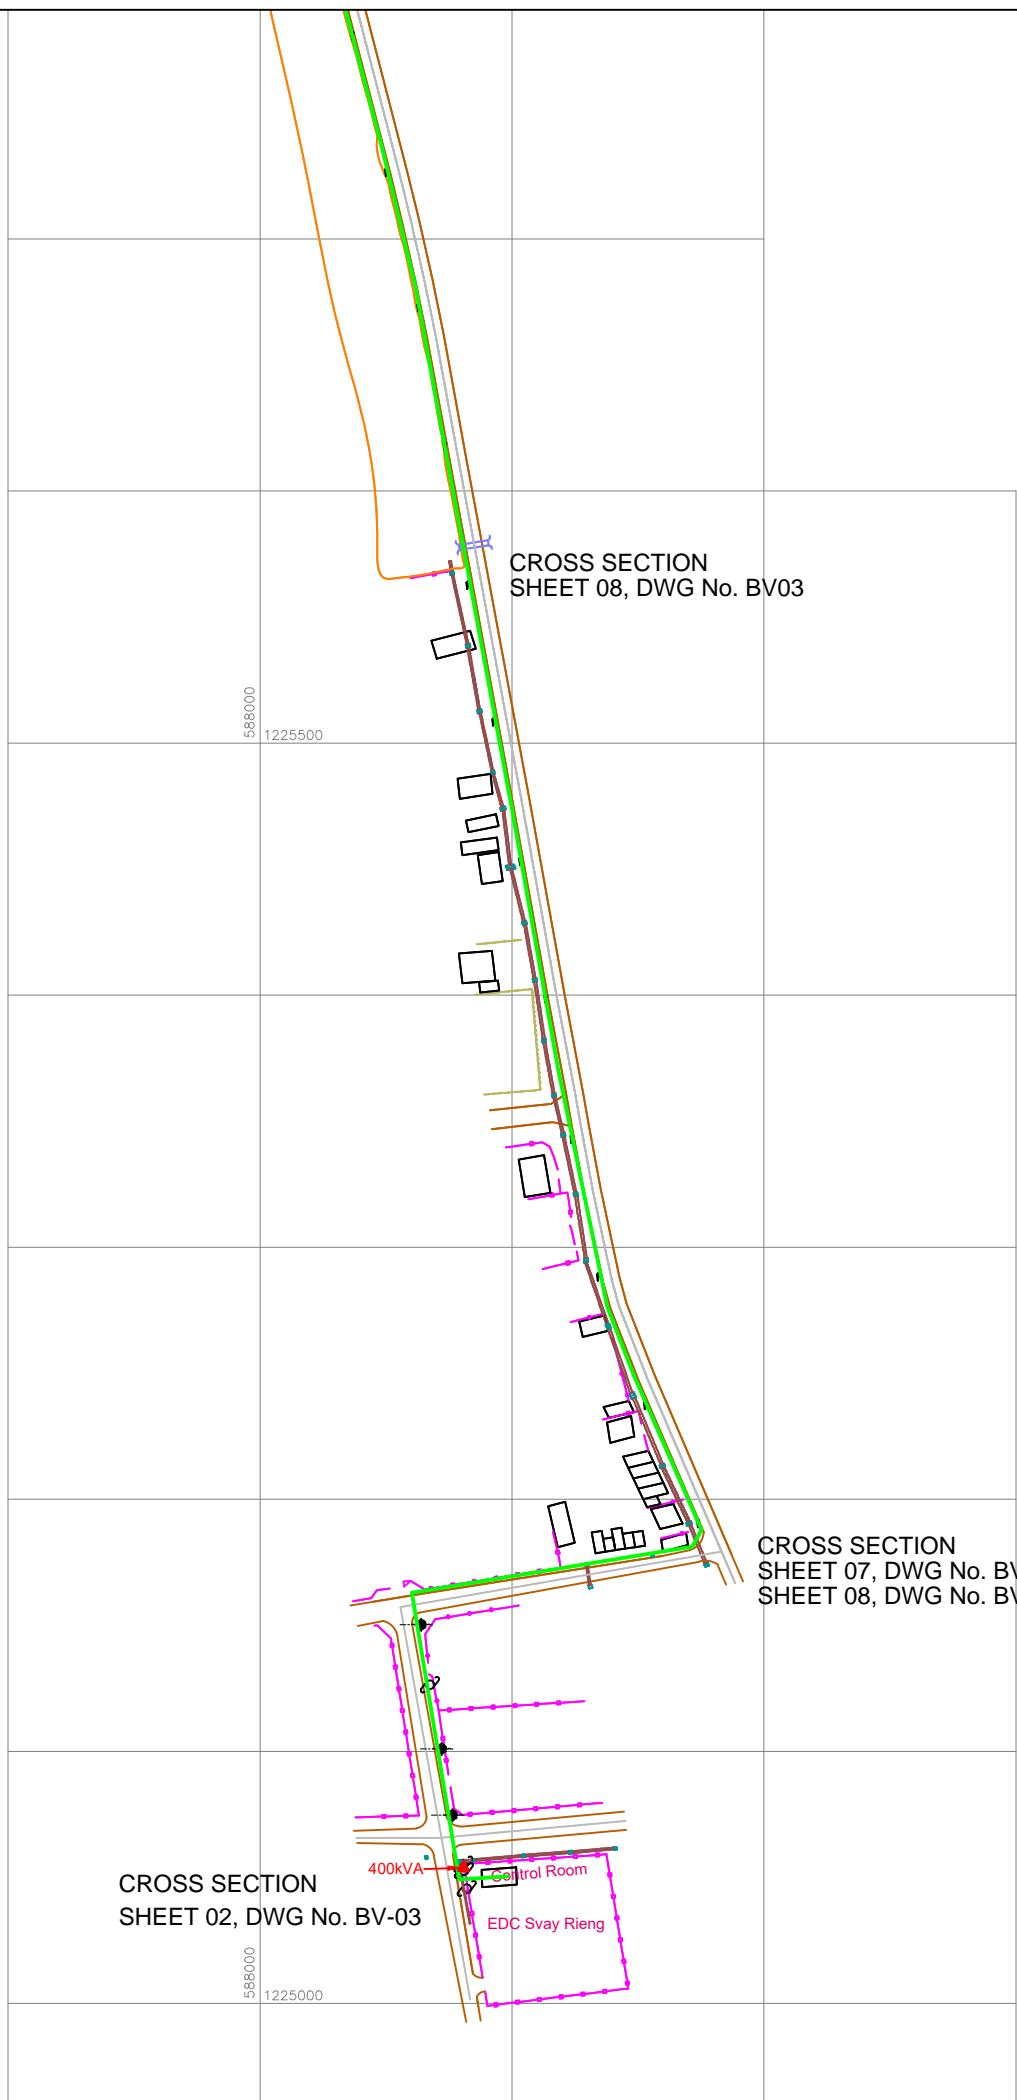 CROSS SECTION
SHEET 08, DWG No. BV03
588000
1225500
CROSS SECTION
SHEET 07, DWG No. BV
SHEET 08, DWG No. BV
400kVA
Control Room
CROSS SECTION
SHEET 02, DWG No. BV-03
EDC Svay Rieng
588000
1225000